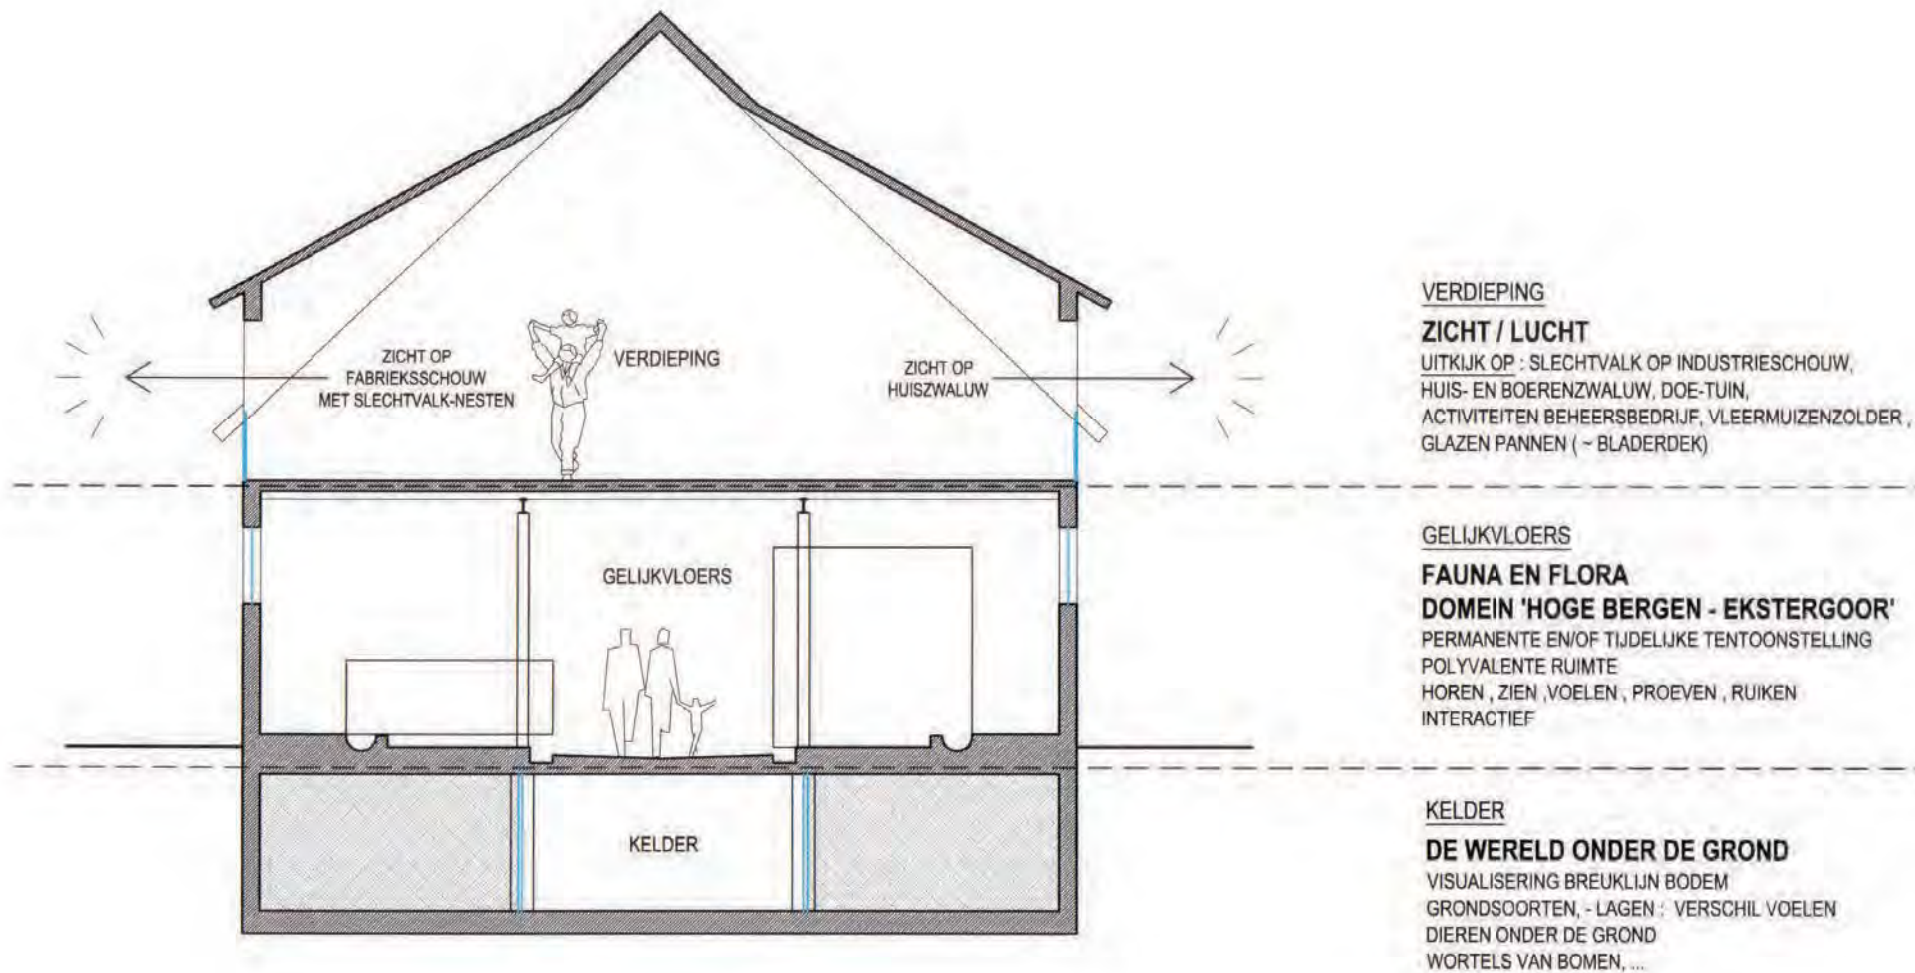 ZICHT OP
FABRIEKSSCHOUW
MET SLECHTVALK-NESTEN
VERDIEPING
ZICHT OP
HUISZWALUW
GELIJKVLOERS
KELDER
VERDIEPING
ZICHT / LUCHT
UITKIJK OP : SLECHTVALK OP INDUSTRIESCHOUW,
HUIS- EN BOERENZWALUW, DOE-TUIN,
ACTIVITEITEN BEHEERSBEDRIJF, VLEERMUIZENZOLDER ,
GLAZEN PANNEN ( ~ BLADERDEK)
GELIJKVLOERS
FAUNA EN FLORA
DOMEIN 'HOGE BERGEN - EKSTERGOOR'
PERMANENTE EN/OF TIJDELIJKE TENTOONSTELLING
POLYVALENTE RUIMTE
HOREN , ZIEN ,VOELEN , PROEVEN , RUIKEN
INTERACTIEF
KELDER
DE WERELD ONDER DE GROND
VISUALISERING BREUKLIJN BODEM
GRONDSOORTEN, - LAGEN : VERSCHIL VOELEN
DIEREN ONDER DE GROND
WORTELS VAN BOMEN, ...